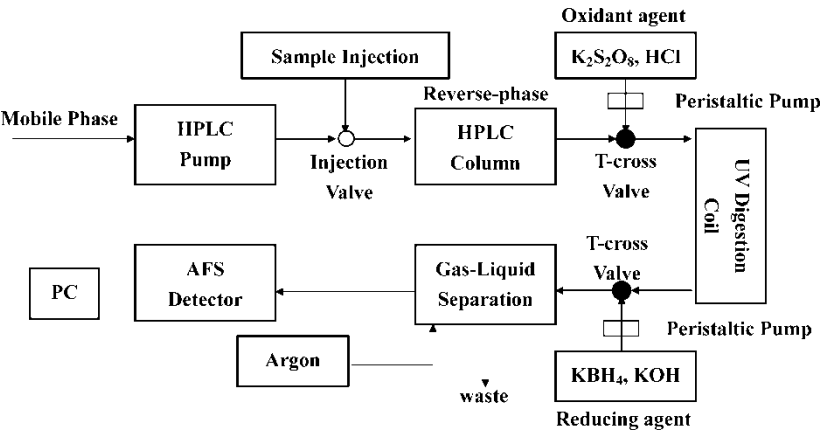 Oxidant agent
Sample Injection
K₂S₂O₈, HCl
Mobile Phase
HPLC
Pump
Injection
Valve
Reverse-phase
HPLC
Column
Peristaltic Pump
T-cross
Valve
UV Digestion
Coil
T-cross
Valve
PC
AFS
Detector
Gas-Liquid
Separation
Peristaltic Pump
Argon
waste
KBH₄, KOH
Reducing agent